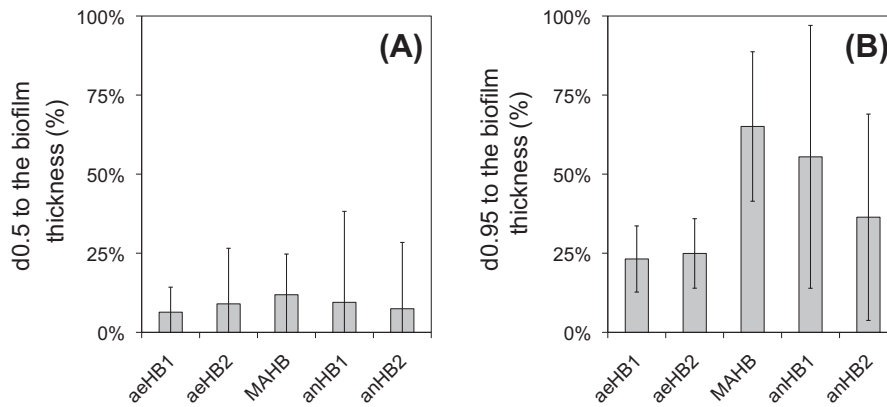 (A)
d0.5 to the biofilm
thickness (%)
100%
75%
50%
25%
0%
aeHB1
aeHB2
MAHB
anHB1
anHB2
(B)
d0.95 to the biofilm
thickness (%)
100%
75%
50%
25%
0%
aeHB1
aeHB2
MAHB
anHB1
anHB2